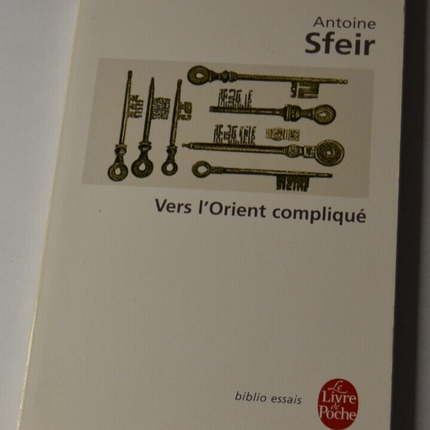 Antoine
Sfeir
Vers l'Orient compliqué
biblio essais
Le
Livre
de
Poche